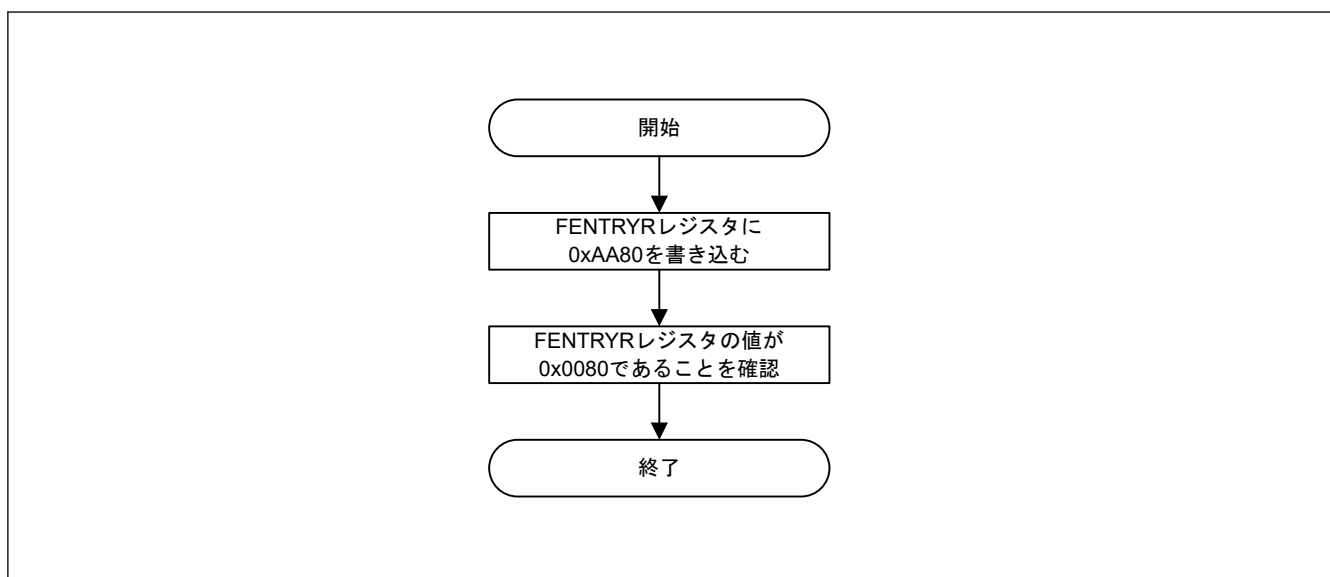 開始
FENTRYRレジスタに
0xAA80を書き込む
FENTRYRレジスタの値が
0x0080であることを確認
終了